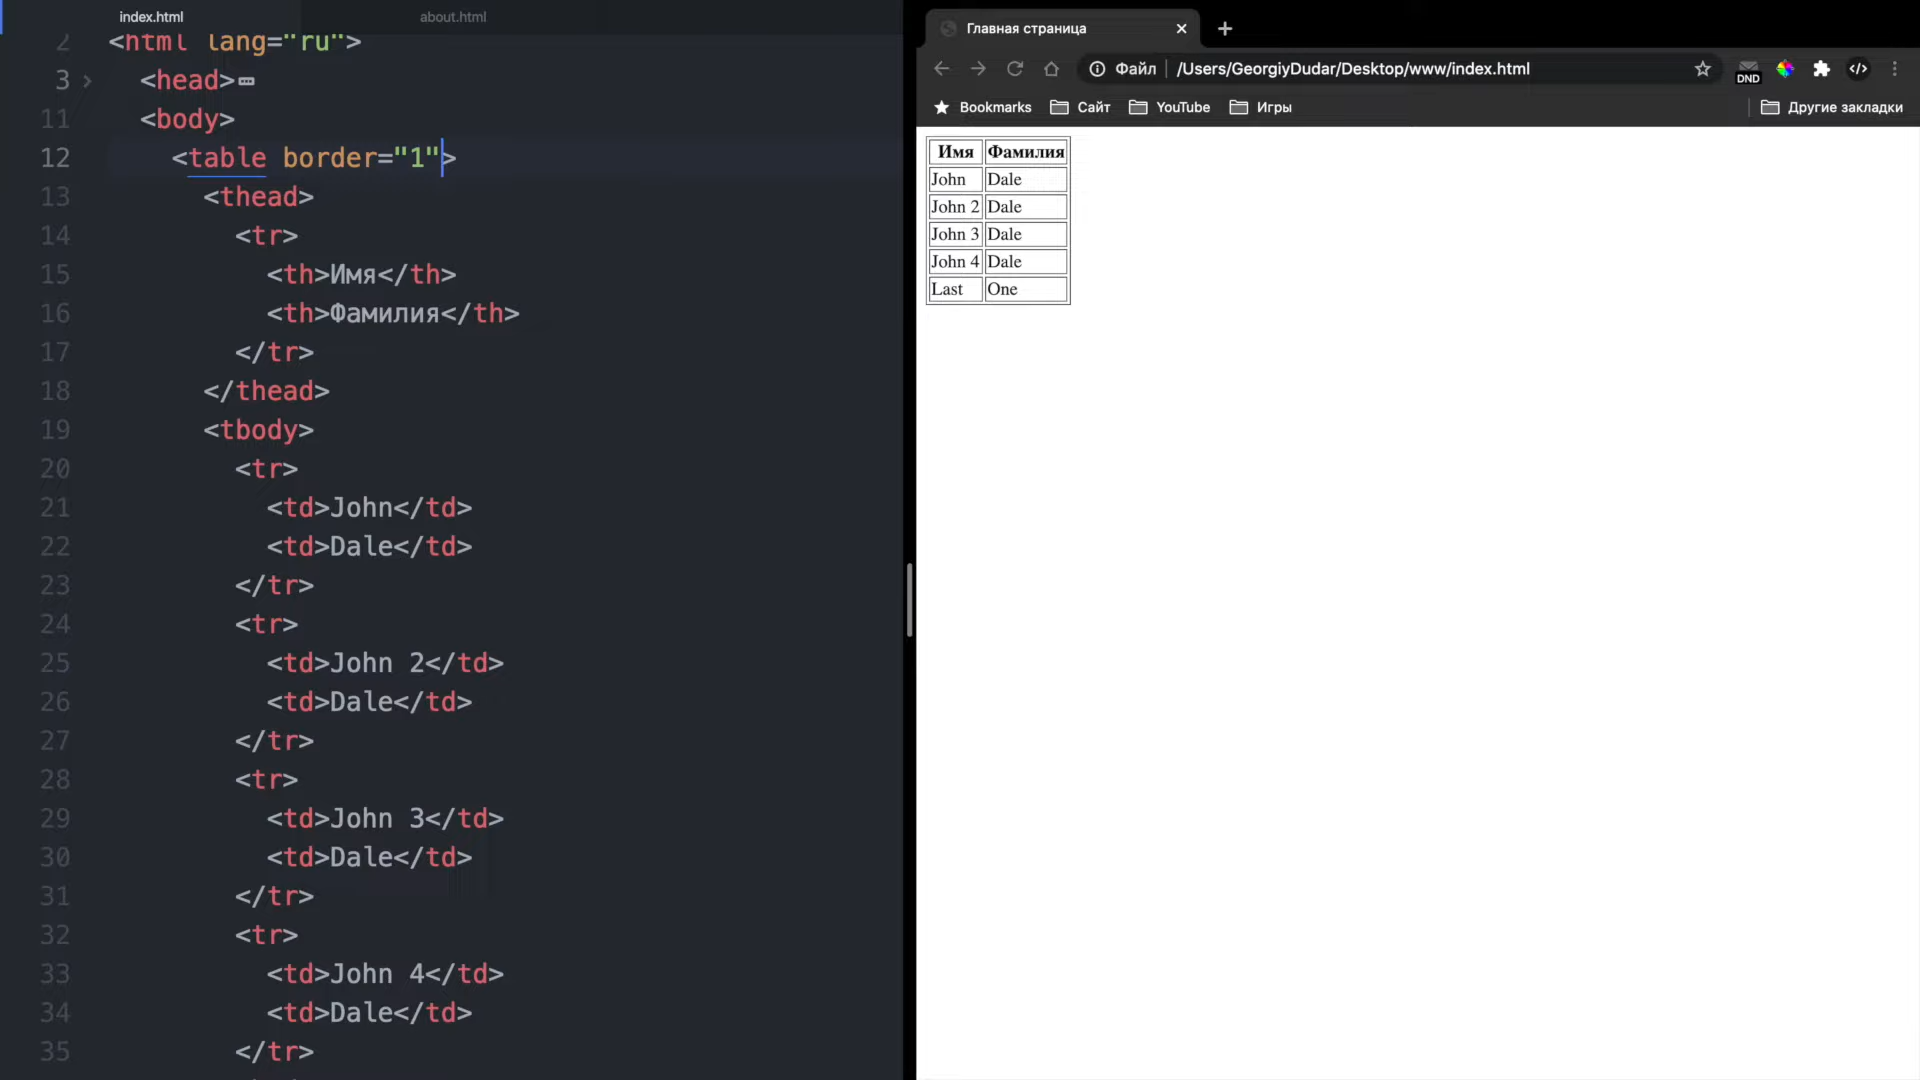 index.html
about.html
2 <html lang="ru">
3 <head>
11 <body>
12 <table border="1">
13 <thead>
14 <tr>
15 <th>Имя</th>
16 <th>Фамилия</th>
17 </tr>
18 </thead>
19 <tbody>
20 <tr>
21 <td>John</td>
22 <td>Dale</td>
23 </tr>
24 <tr>
25 <td>John 2</td>
26 <td>Dale</td>
27 </tr>
28 <tr>
29 <td>John 3</td>
30 <td>Dale</td>
31 </tr>
32 <tr>
33 <td>John 4</td>
34 <td>Dale</td>
35 </tr>
Главная страница
Файл /Users/GeorgiyDudar/Desktop/www/index.html
DND
Bookmarks Сайт YouTube Игры Другие закладки
Имя Фамилия
John Dale
John 2 Dale
John 3 Dale
John 4 Dale
Last One